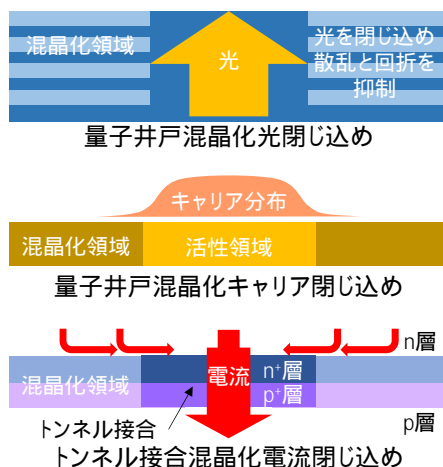 混晶化領域
光
光を閉じ込め
散乱と回折を
抑制
量子井戸混晶化光閉じ込め
キャリア分布
混晶化領域
活性領域
量子井戸混晶化キャリア閉じ込め
n層
混晶化領域
電流
n⁺層
p⁺層
p層
トンネル接合
トンネル接合混晶化電流閉じ込め